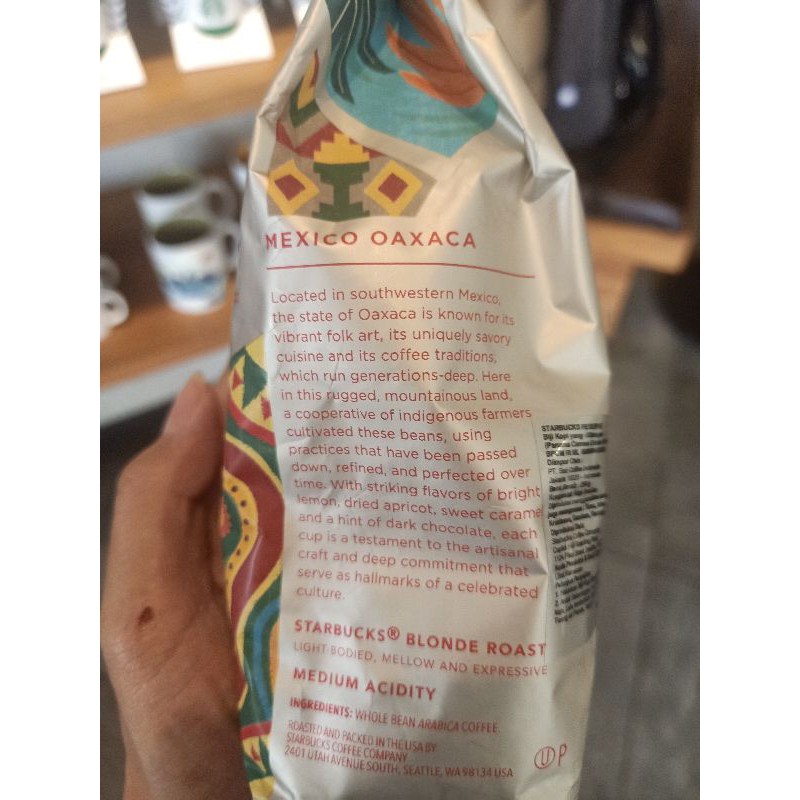 MEXICO OAXACA
Located in southwestern Mexico,
the state of Oaxaca is known for its
vibrant folk art, its uniquely savory
cuisine and its coffee traditions,
which run generations-deep. Here
in this rugged, mountainous land,
a cooperative of indigenous farmers
cultivated these beans, using
practices that have been passed
down, refined, and perfected over
time. With striking flavors of bright
lemon, dried apricot, sweet carame
and a hint of dark chocolate, each
cup is a testament to the artisanal
craft and deep commitment that
serve as hallmarks of a celebrated
culture.
STARBUCKS® BLONDE ROAST
LIGHT-BODIED, MELLOW AND EXPRESSIVE
MEDIUM ACIDITY
INGREDIENTS: WHOLE BEAN ARABICA COFFEE.
ROASTED AND PACKED IN THE USA BY:
STARBUCKS COFFEE COMPANY
2401 UTAH AVENUE SOUTH, SEATTLE, WA 98134 USA
U P
STARBUCKS RESERVE
Biji Kopi yang